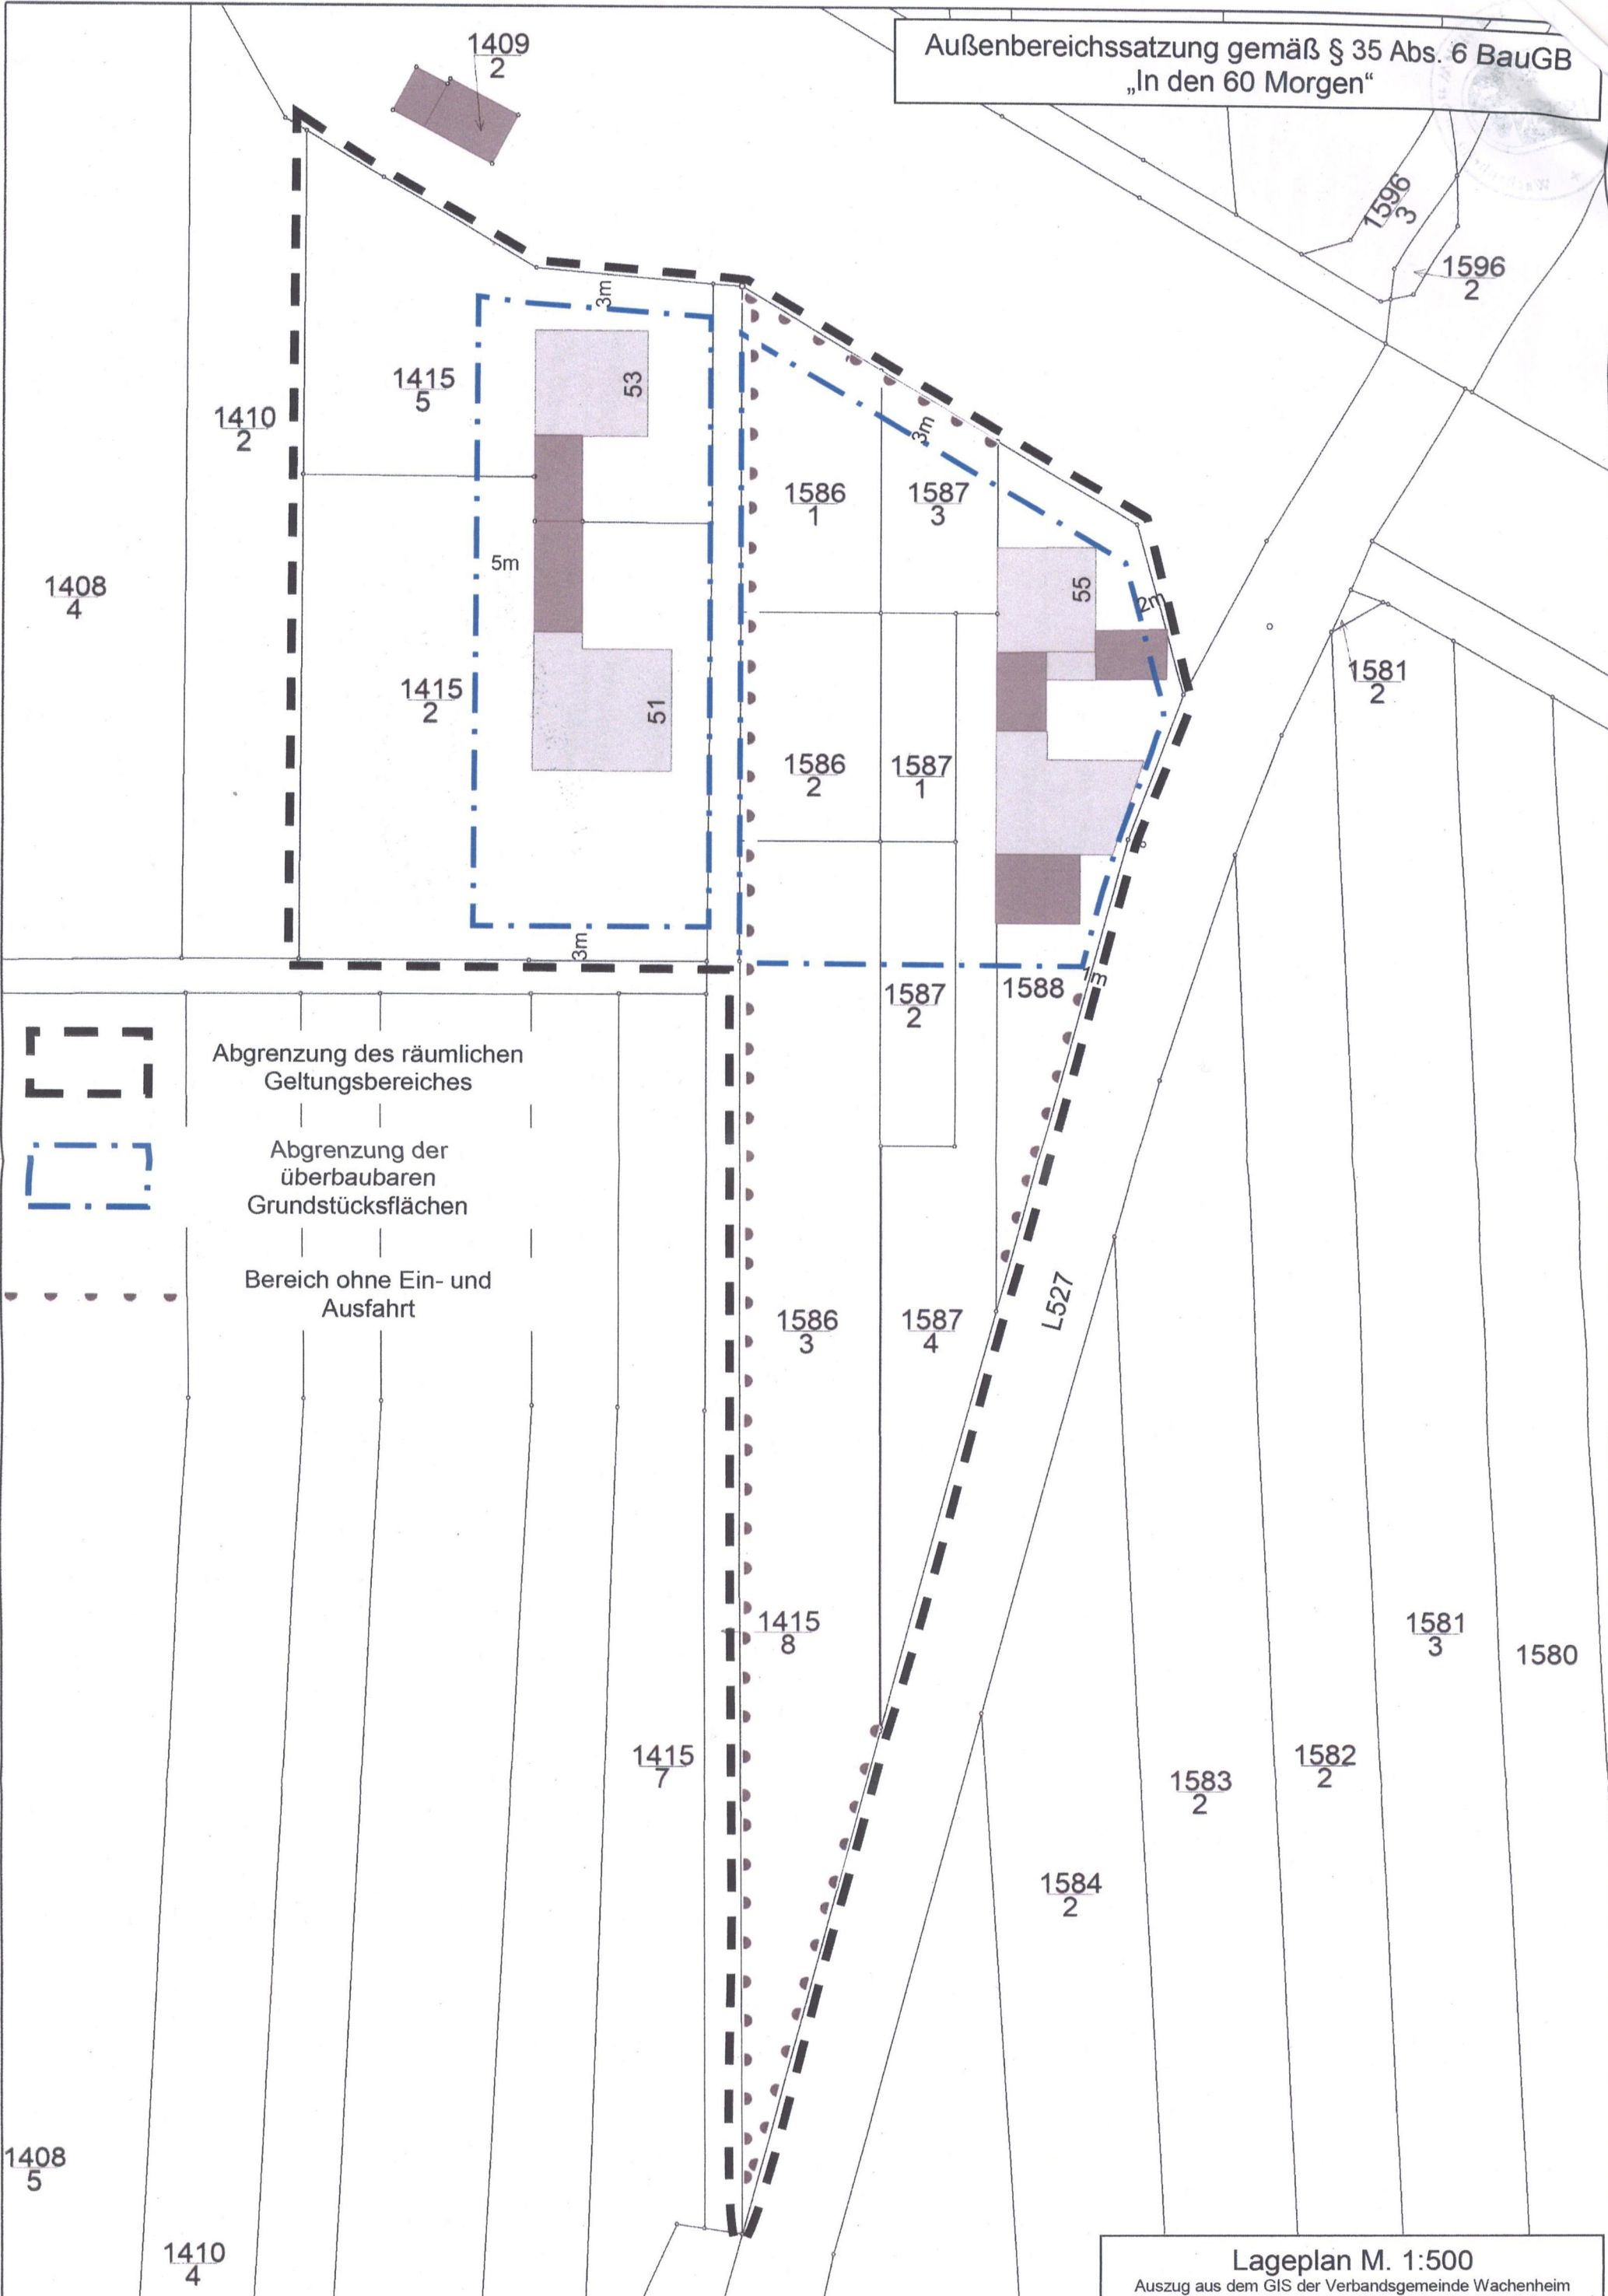 Außenbereichssatzung gemäß § 35 Abs. 6 BauGB
„In den 60 Morgen“
1409
2
1596
3
1596
2
3m
1415
5
53
1410
2
3m
1586
1
1587
3
5m
55
2m
1408
4
1581
2
1415
2
51
1586
2
1587
1
3m
1m
1587
2
1588
Abgrenzung des räumlichen
Geltungsbereiches
Abgrenzung der
überbaubaren
Grundstücksflächen
Bereich ohne Ein- und
Ausfahrt
L527
1586
3
1587
4
1415
8
1581
3
1580
1415
7
1582
2
1583
2
1584
2
1408
5
1410
4
Lageplan M. 1:500
Auszug aus dem GIS der Verbandsgemeinde Wachenheim